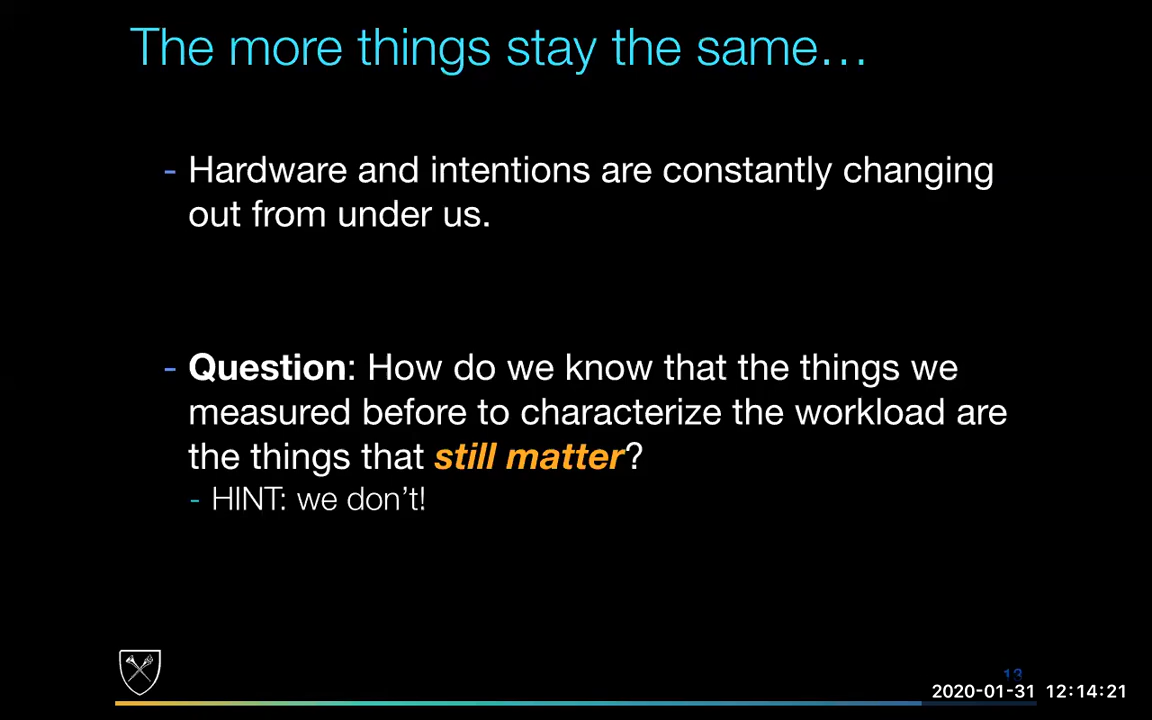 The more things stay the same…
- Hardware and intentions are constantly changing
out from under us.
- Question: How do we know that the things we
measured before to characterize the workload are
the things that still matter?
- HINT: we don't!
13
2020-01-31 12:14:21